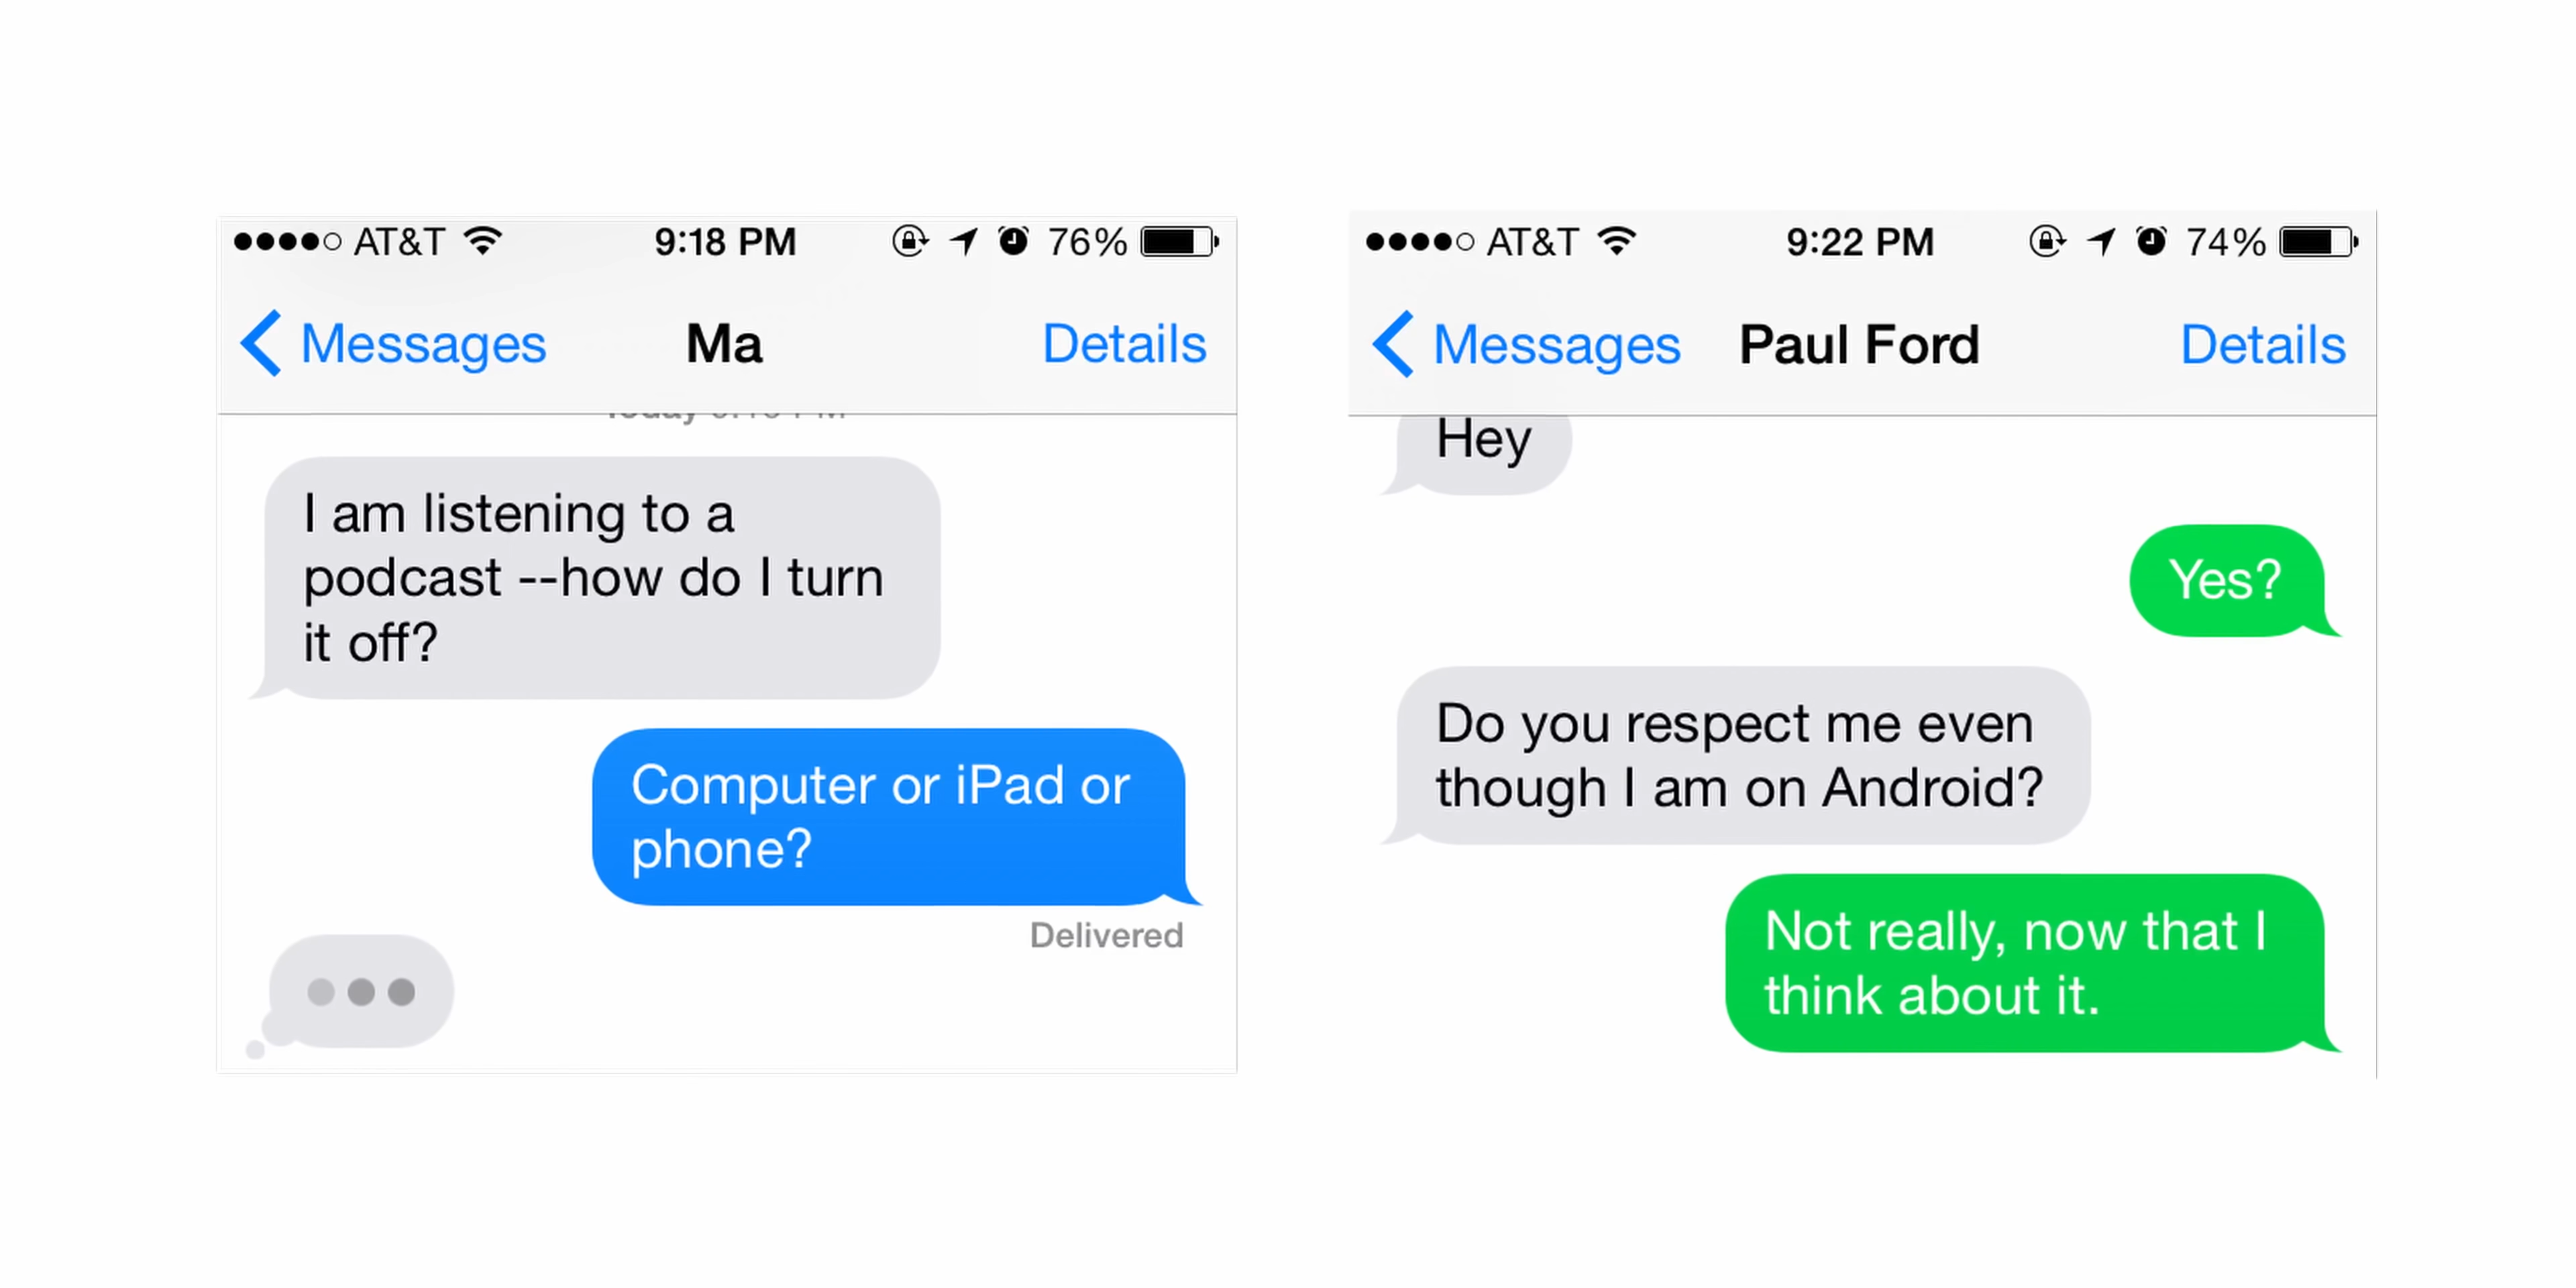 AT&T 9:18 PM 76%
Messages Ma Details
I am listening to a
podcast --how do I turn
it off?
Computer or iPad or
phone?
Delivered
AT&T 9:22 PM 74%
Messages Paul Ford Details
Hey
Yes?
Do you respect me even
though I am on Android?
Not really, now that I
think about it.